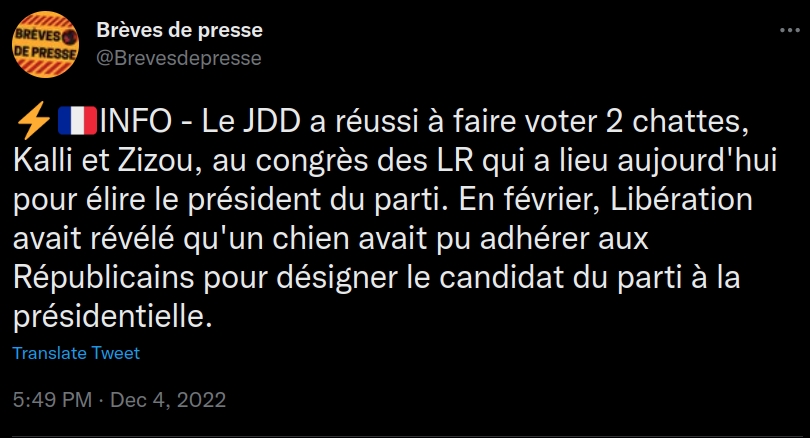 BRÈVES
DE PRESSE
Brèves de presse
@Brevesdepresse
⚡🇫🇷INFO - Le JDD a réussi à faire voter 2 chattes,
Kalli et Zizou, au congrès des LR qui a lieu aujourd'hui
pour élire le président du parti. En février, Libération
avait révélé qu'un chien avait pu adhérer aux
Républicains pour désigner le candidat du parti à la
présidentielle.
Translate Tweet
5:49 PM · Dec 4, 2022